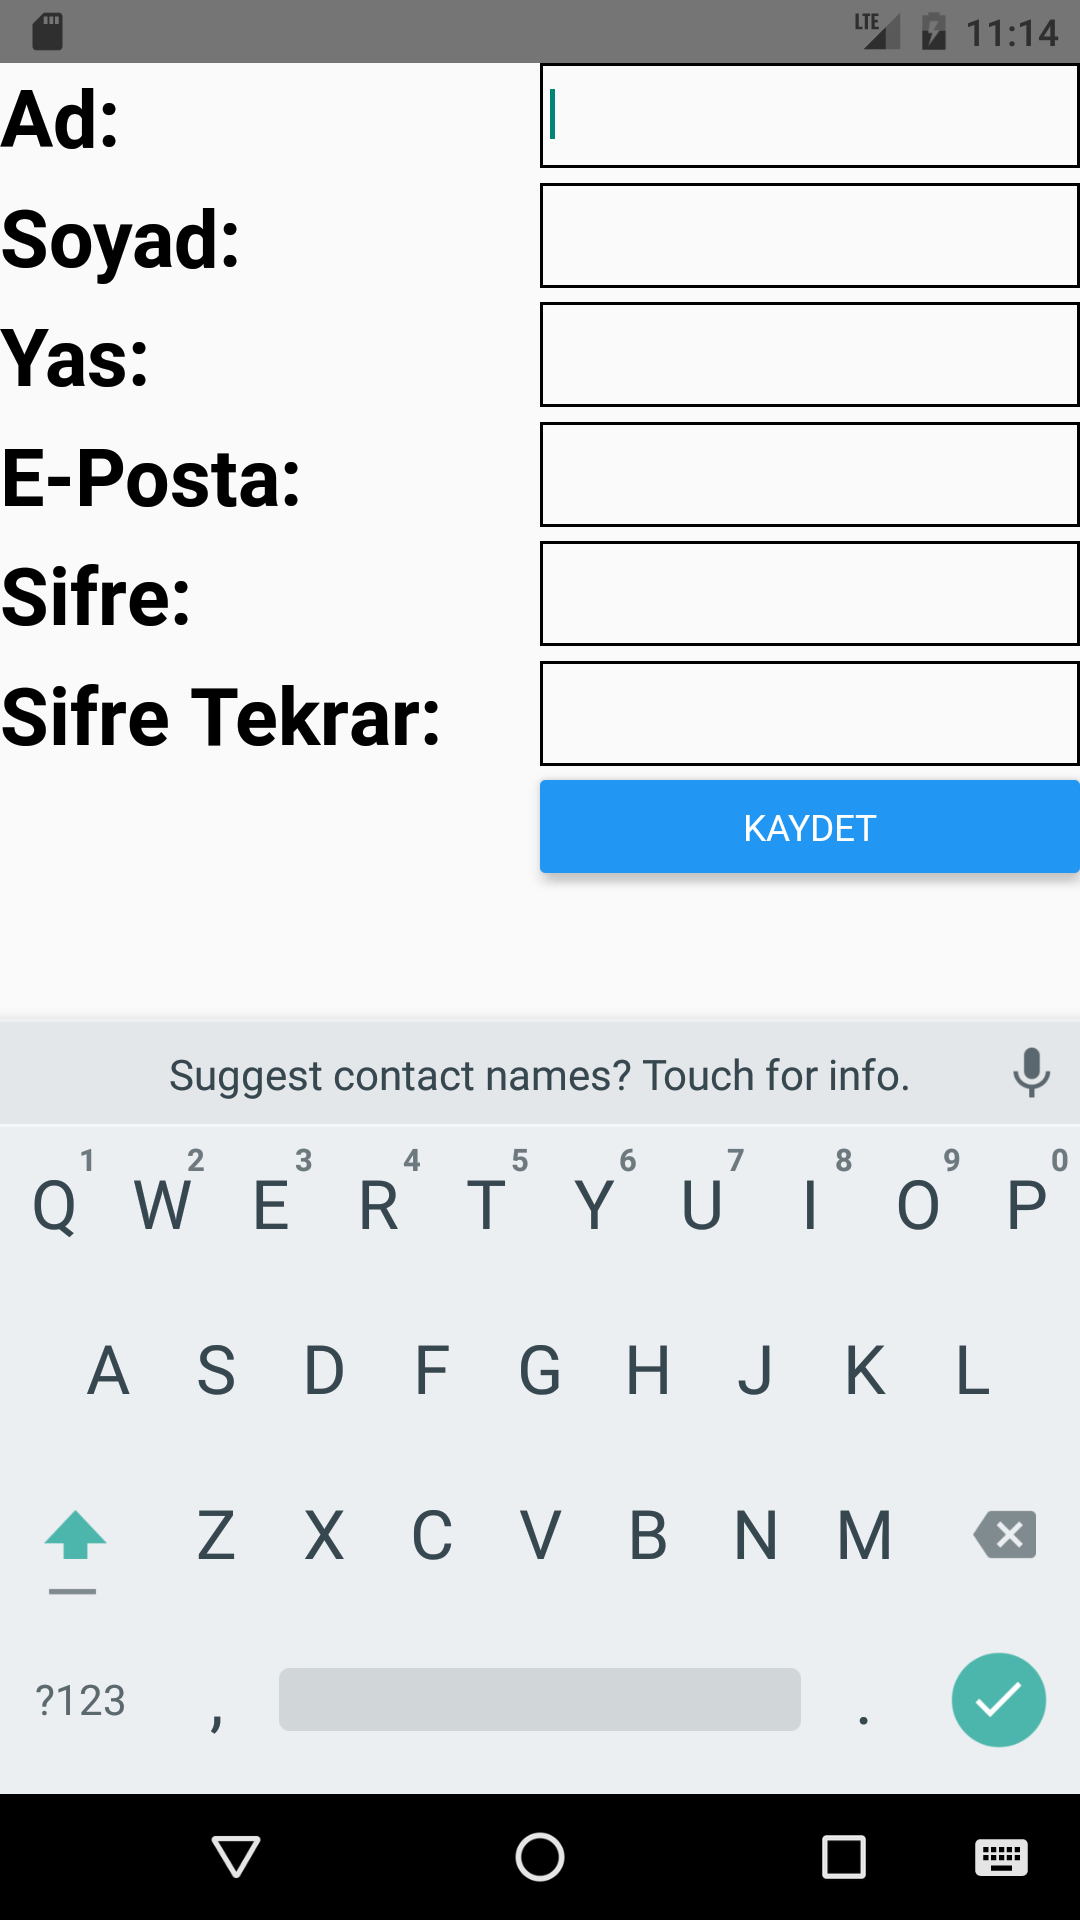 LTE 11:14
Ad:
Soyad:
Yas:
E-Posta:
Sifre:
Sifre Tekrar:
KAYDET
Suggest contact names? Touch for info.
1 2 3 4 5 6 7 8 9 0
Q W E R T Y U I O P
A S D F G H J K L
Z X C V B N M
?123 , .